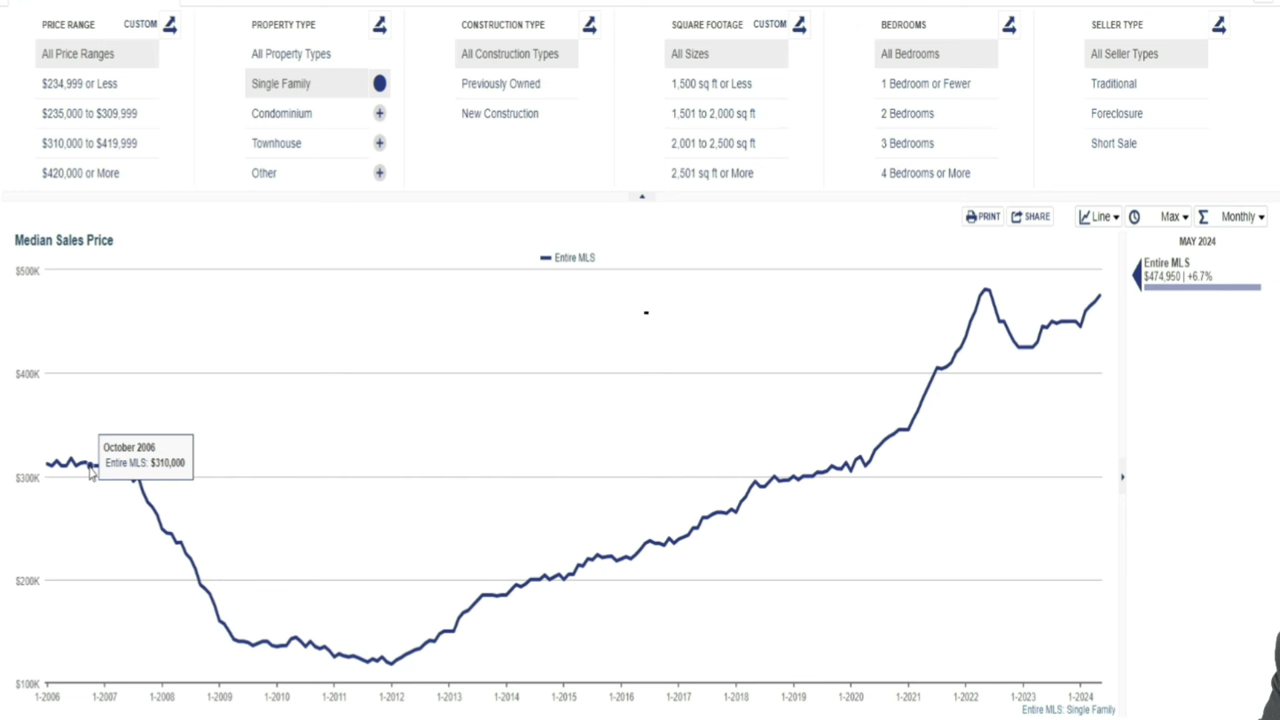 PRICE RANGE CUSTOM
All Price Ranges
$234,999 or Less
$235,000 to $309,999
$310,000 to $419,999
$420,000 or More
PROPERTY TYPE
All Property Types
Single Family
Condominium
Townhouse
Other
CONSTRUCTION TYPE
All Construction Types
Previously Owned
New Construction
SQUARE FOOTAGE CUSTOM
All Sizes
1,500 sq ft or Less
1,501 to 2,000 sq ft
2,001 to 2,500 sq ft
2,501 sq ft or More
BEDROOMS
All Bedrooms
1 Bedroom or Fewer
2 Bedrooms
3 Bedrooms
4 Bedrooms or More
SELLER TYPE
All Seller Types
Traditional
Foreclosure
Short Sale
PRINT SHARE Line Max Monthly
Median Sales Price
Entire MLS
MAY 2024
Entire MLS
$474,950 | +6.7%
$500K
$400K
$300K
$200K
$100K
October 2006
Entire MLS: $310,000
1-2006 1-2007 1-2008 1-2009 1-2010 1-2011 1-2012 1-2013 1-2014 1-2015 1-2016 1-2017 1-2018 1-2019 1-2020 1-2021 1-2022 1-2023 1-2024
Entire MLS: Single Family